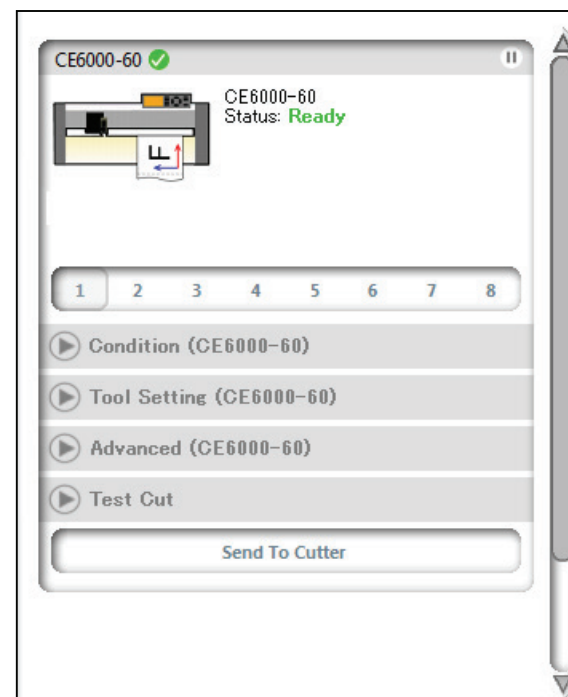 CE6000-60
CE6000-60
Status: Ready
F
1 2 3 4 5 6 7 8
Condition (CE6000-60)
Tool Setting (CE6000-60)
Advanced (CE6000-60)
Test Cut
Send To Cutter